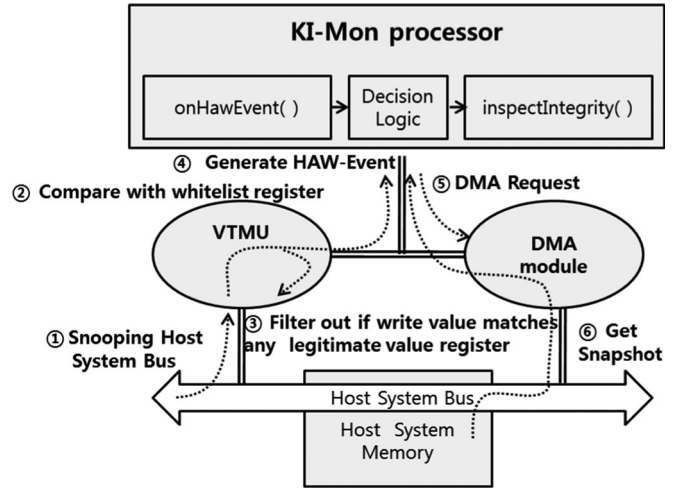 KI-Mon processor
onHawEvent( )
Decision
Logic
inspectIntegrity( )
④ Generate HAW-Event
⑤ DMA Request
② Compare with whitelist register
VTMU
DMA
module
① Snooping Host
System Bus
③ Filter out if write value matches
any legitimate value register
⑥ Get
Snapshot
Host System Bus
Host System
Memory